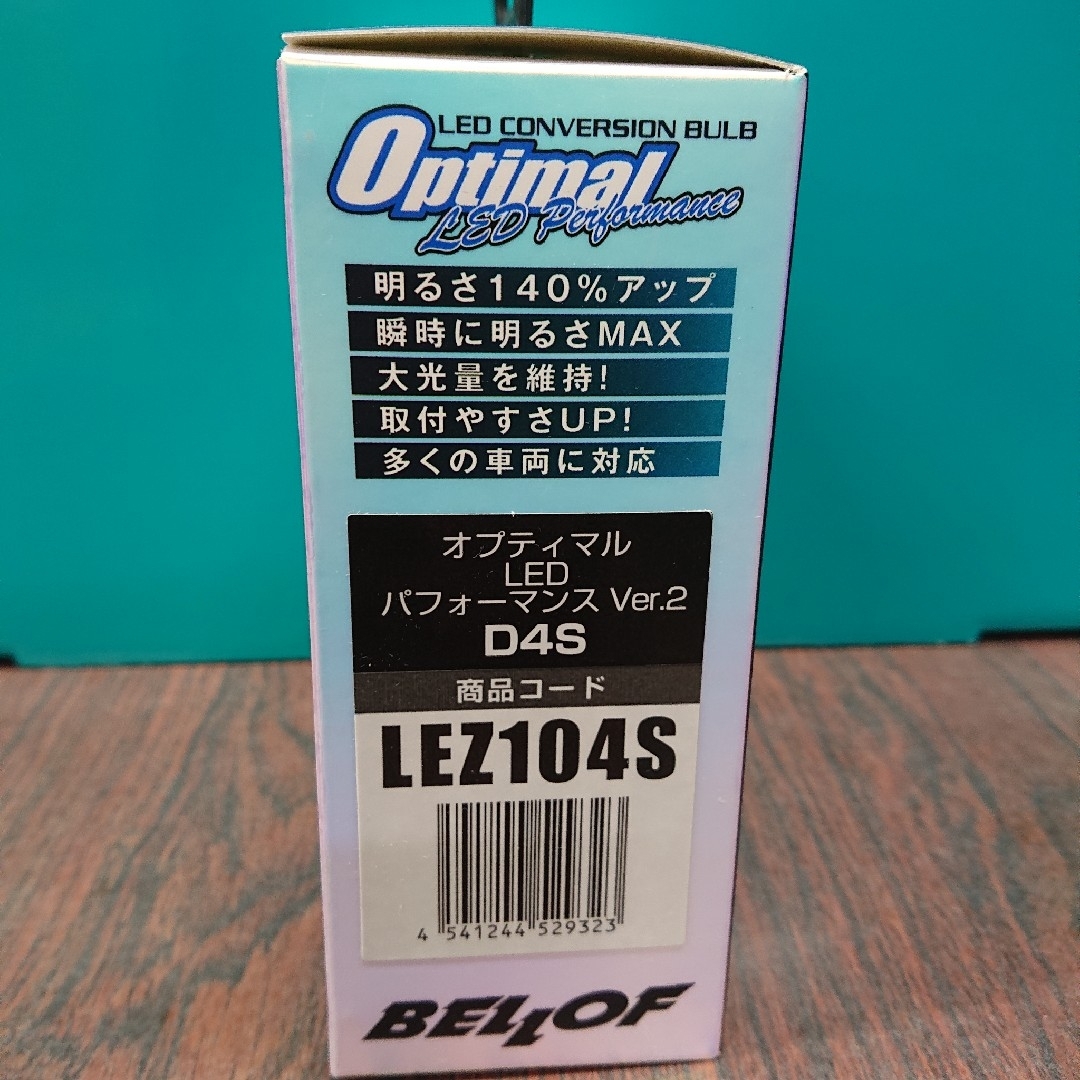 LED CONVERSION BULB
Optimal
LED Performance
明るさ140%アップ
瞬時に明るさMAX
大光量を維持!
取付やすさUP!
多くの車両に対応
オプティマル
LED
パフォーマンス Ver.2
D4S
商品コード
LEZ104S
4 541244 529323
BELLOF